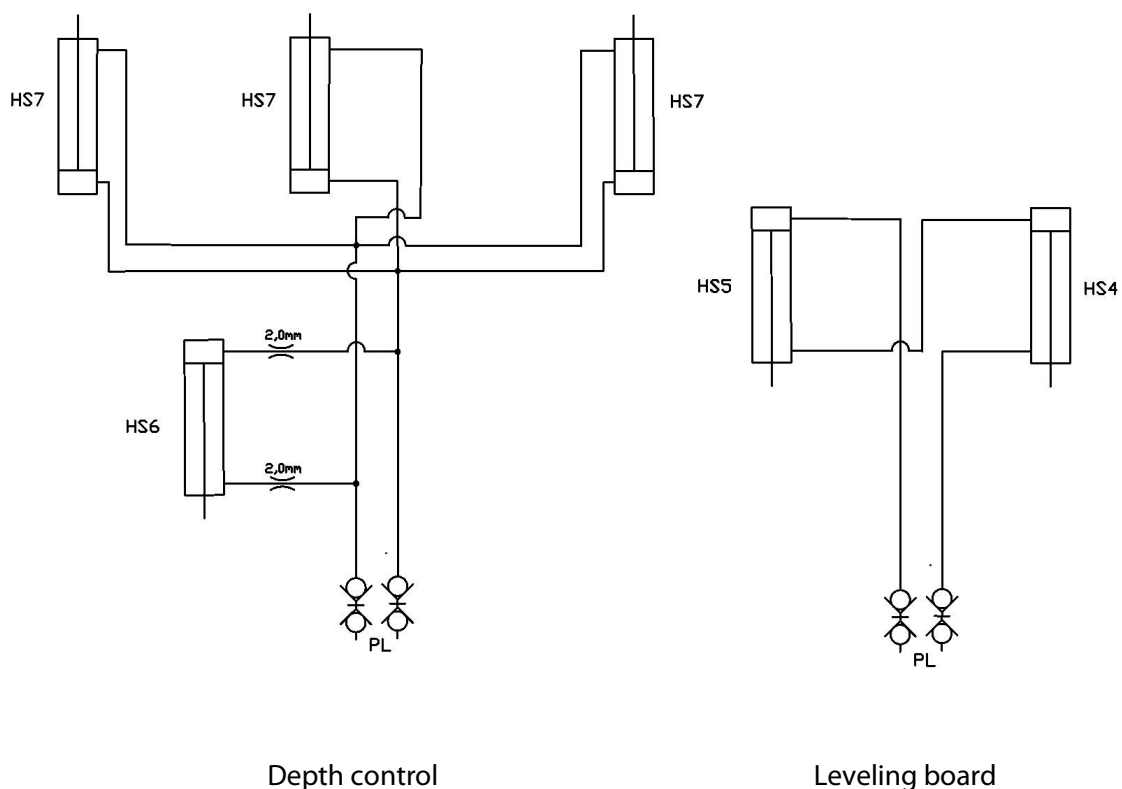 HS7
HS7
HS7
HS5
HS4
2,0mm
HS6
2,0mm
PL
PL
Depth control
Leveling board